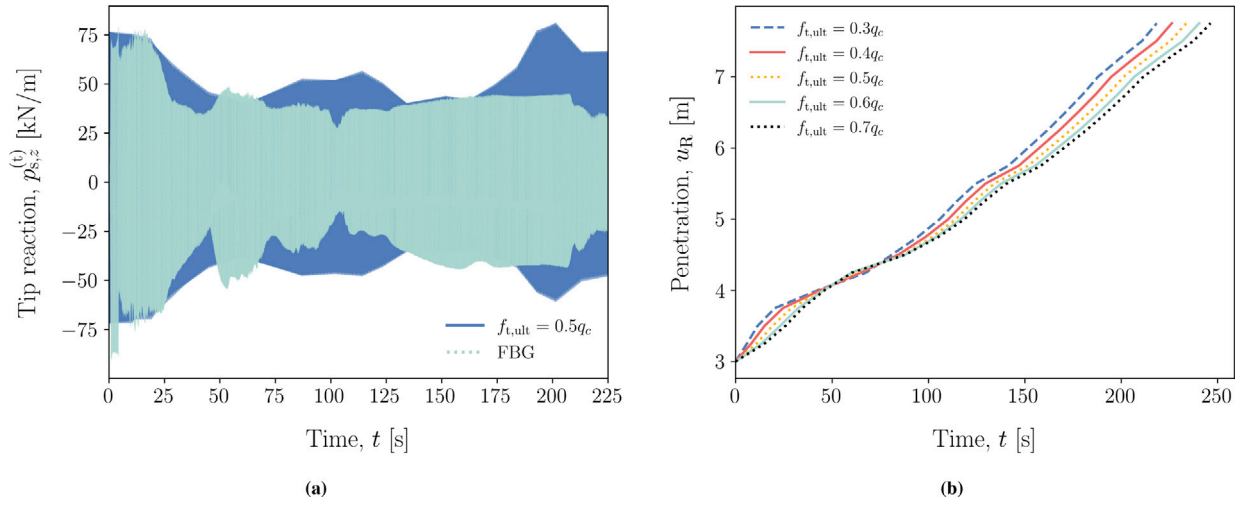 75
50
25
0
−25
−50
−75
Tip reaction, p_{s,z}^{(t)} [kN/m]
f_{t,ult} = 0.5q_c
FBG
0 25 50 75 100 125 150 175 200 225
Time, t [s]
(a)
f_{t,ult} = 0.3q_c
f_{t,ult} = 0.4q_c
f_{t,ult} = 0.5q_c
f_{t,ult} = 0.6q_c
f_{t,ult} = 0.7q_c
7
6
5
4
3
Penetration, u_R [m]
0 50 100 150 200 250
Time, t [s]
(b)